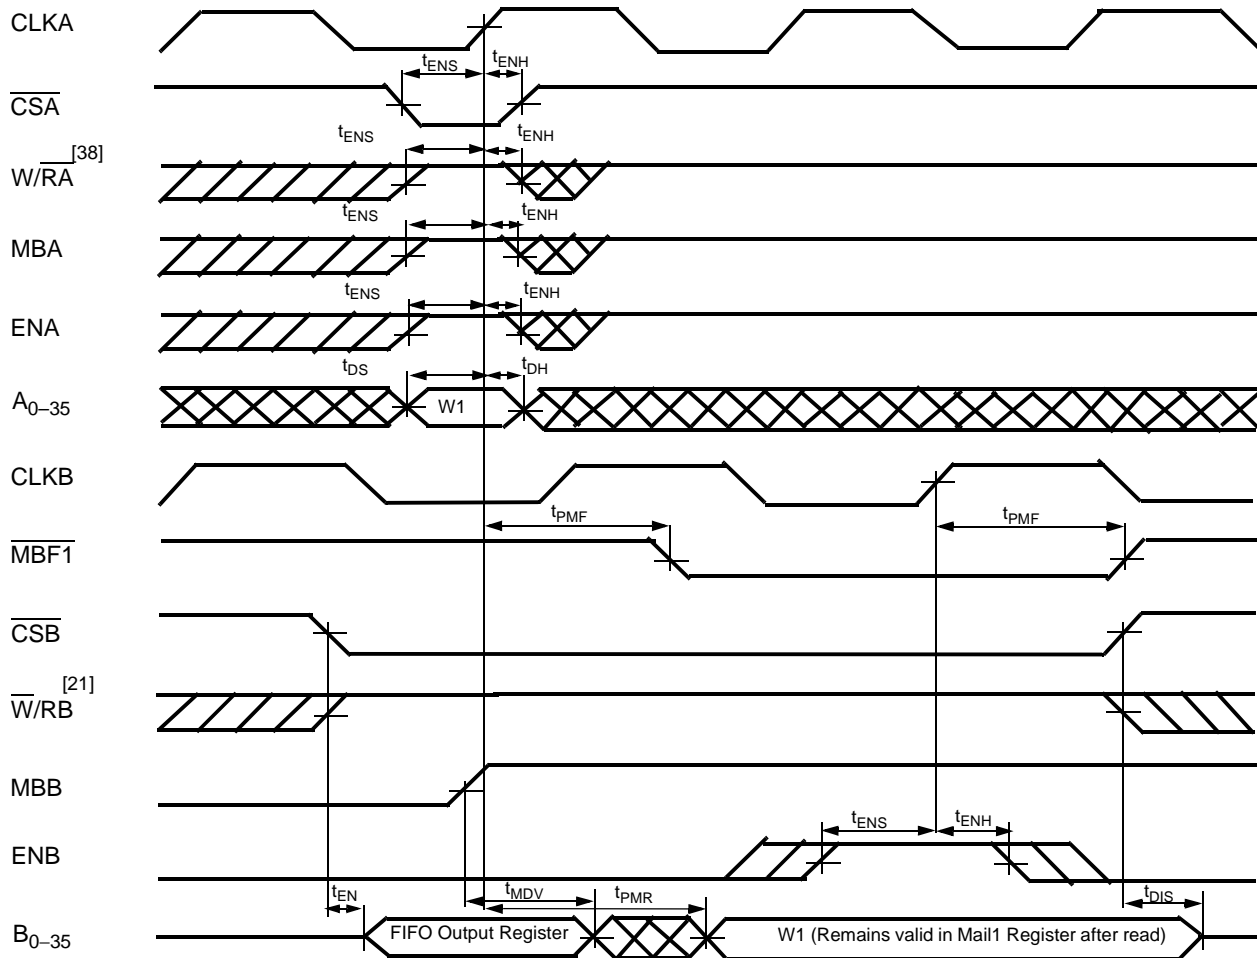 CLKA
tENS tENH
CSA
tENS tENH
W/RA[38]
tENS tENH
MBA
tENS tENH
ENA
tDS tDH
A0–35 W1
CLKB
tPMF tPMF
MBF1
CSB
W/RB[21]
MBB
tENS tENH
ENB
tEN tMDV tPMR tDIS
B0–35 FIFO Output Register W1 (Remains valid in Mail1 Register after read)